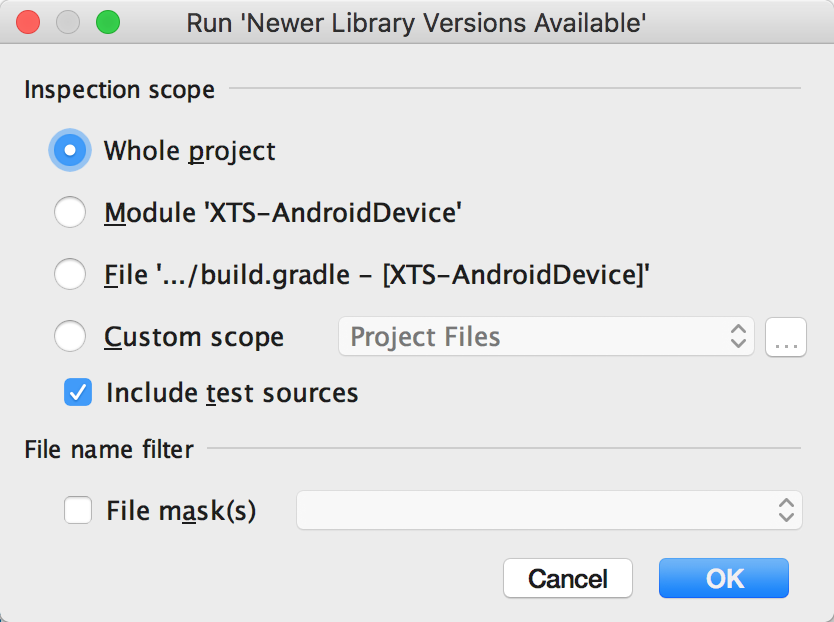 Run 'Newer Library Versions Available'
Inspection scope
Whole project
Module 'XTS-AndroidDevice'
File '.../build.gradle – [XTS-AndroidDevice]'
Custom scope Project Files ...
Include test sources
File name filter
File mask(s)
Cancel OK